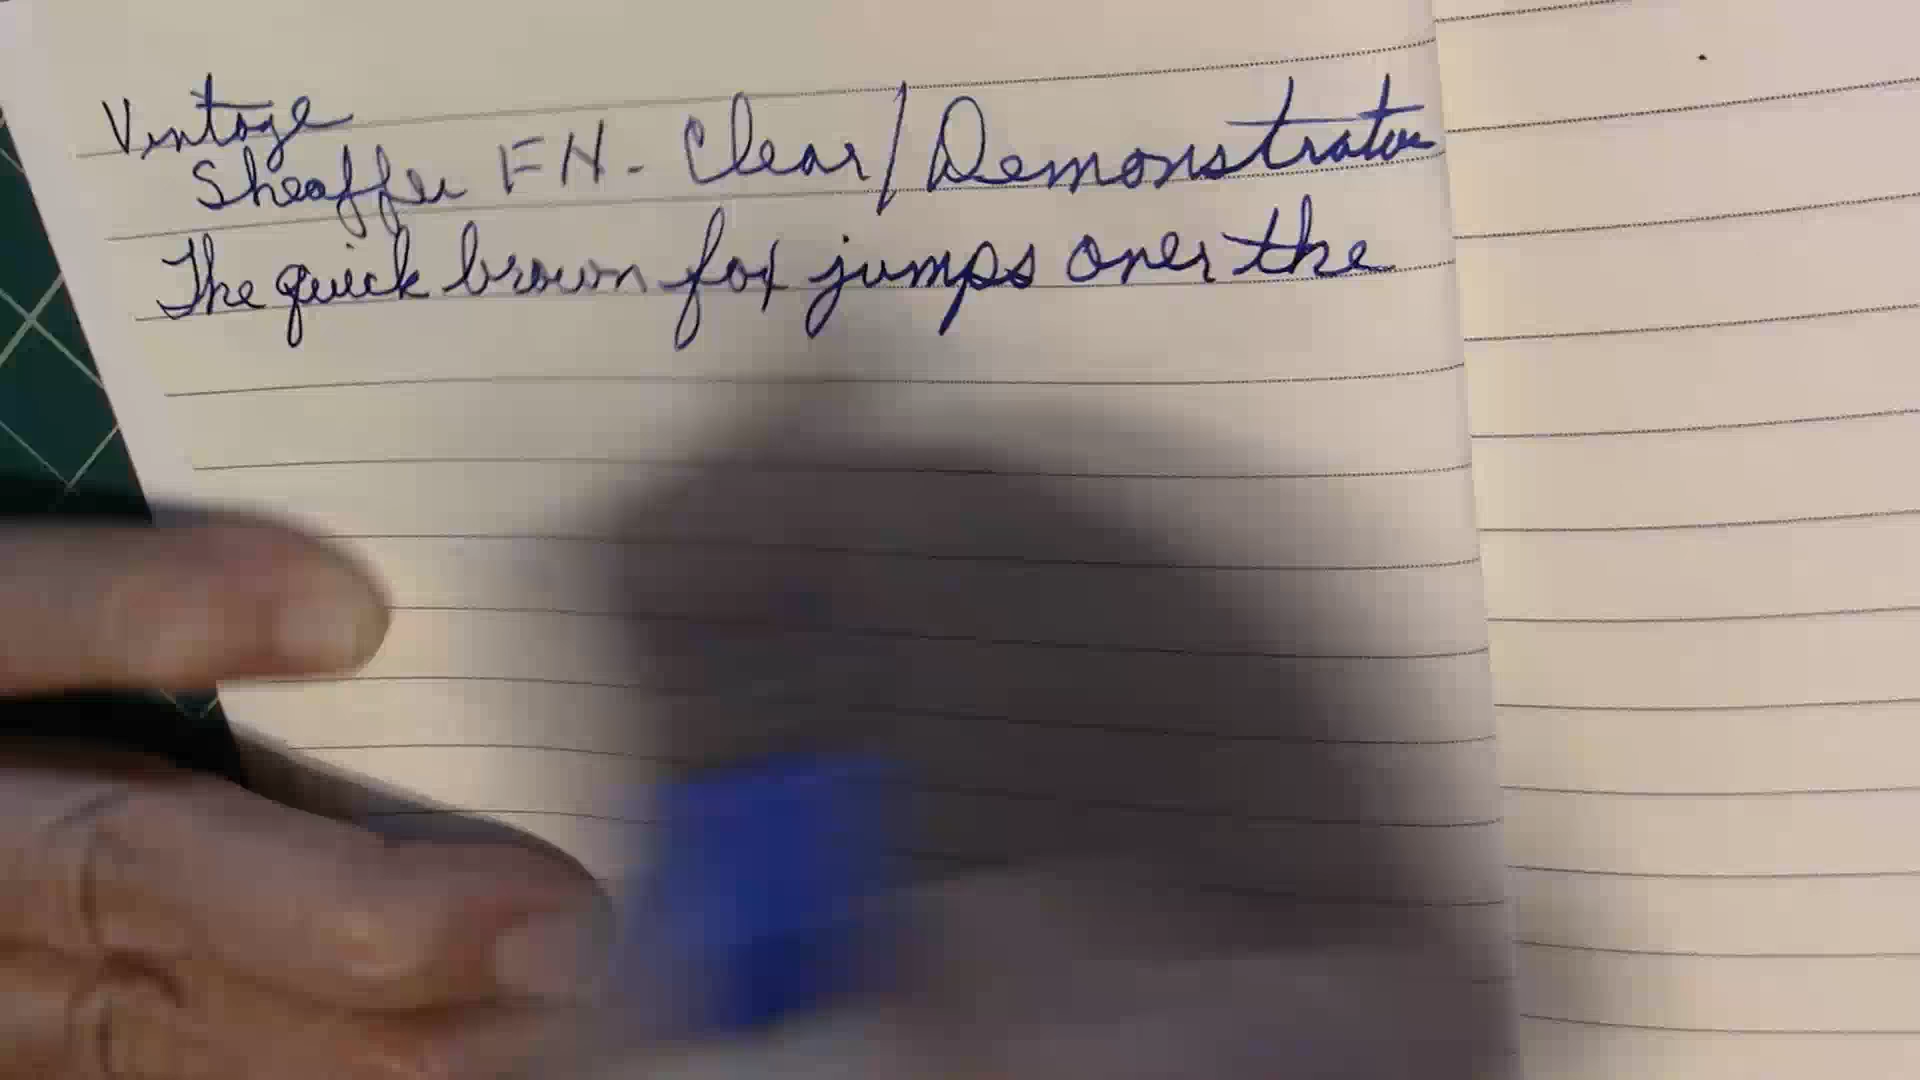 Vintage
Sheaffer FH - Clear/Demonstrator
The quick brown fox jumps over the